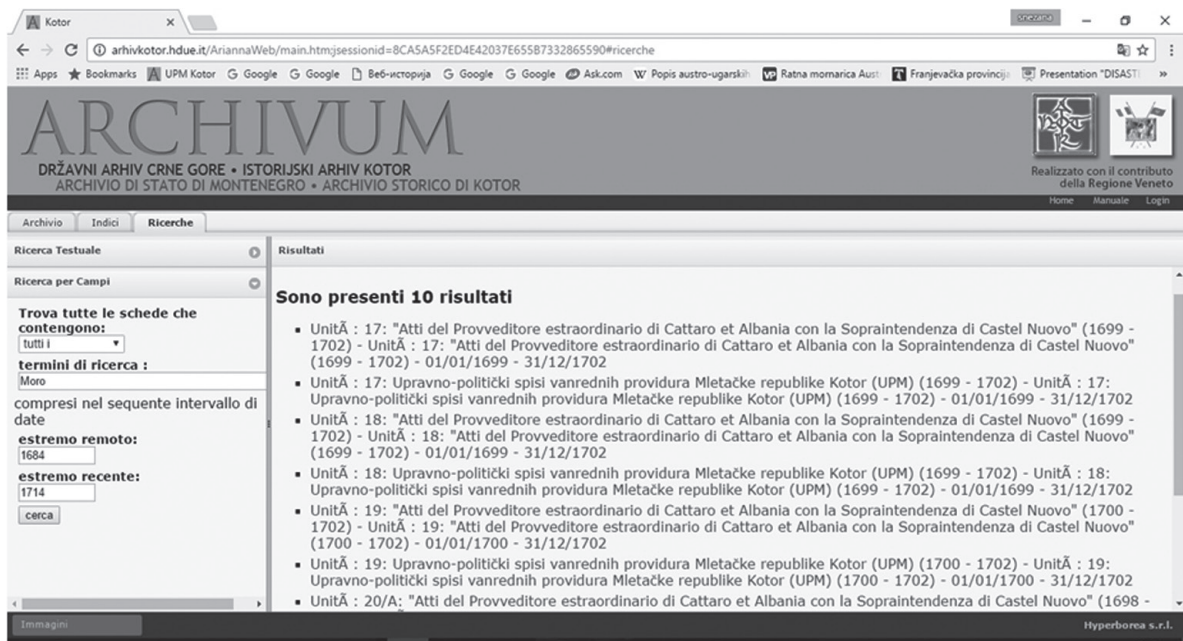 Kotor
snezana
arhivkotor.hdue.it/AriannaWeb/main.htm;jsessionid=8CA5A5F2ED4E42037E655B7332865590#ricerche
Apps Bookmarks UPM Kotor Google Google Веб-историја Google Google Ask.com Popis austro-ugarskih Ratna mornarica Aust Franjevačka provincija Presentation "DISAST »
ARCHIVUM
DRŽAVNI ARHIV CRNE GORE • ISTORIJSKI ARHIV KOTOR
ARCHIVIO DI STATO DI MONTENEGRO • ARCHIVIO STORICO DI KOTOR
Realizzato con il contributo
della Regione Veneto
Home Manuale Login
Archivio Indici Ricerche
Ricerca Testuale
Ricerca per Campi
Trova tutte le schede che
contengono:
tutti i
termini di ricerca :
Moro
compresi nel sequente intervallo di
date
estremo remoto:
1684
estremo recente:
1714
cerca
Risultati
Sono presenti 10 risultati
UnitÃ : 17: "Atti del Provveditore estraordinario di Cattaro et Albania con la Sopraintendenza di Castel Nuovo" (1699 -
1702) - UnitÃ : 17: "Atti del Provveditore estraordinario di Cattaro et Albania con la Sopraintendenza di Castel Nuovo"
(1699 - 1702) - 01/01/1699 - 31/12/1702
UnitÃ : 17: Upravno-politički spisi vanrednih providura Mletačke republike Kotor (UPM) (1699 - 1702) - UnitÃ : 17:
Upravno-politički spisi vanrednih providura Mletačke republike Kotor (UPM) (1699 - 1702) - 01/01/1699 - 31/12/1702
UnitÃ : 18: "Atti del Provveditore estraordinario di Cattaro et Albania con la Sopraintendenza di Castel Nuovo" (1699 -
1702) - UnitÃ : 18: "Atti del Provveditore estraordinario di Cattaro et Albania con la Sopraintendenza di Castel Nuovo"
(1699 - 1702) - 01/01/1699 - 31/12/1702
UnitÃ : 18: Upravno-politički spisi vanrednih providura Mletačke republike Kotor (UPM) (1699 - 1702) - UnitÃ : 18:
Upravno-politički spisi vanrednih providura Mletačke republike Kotor (UPM) (1699 - 1702) - 01/01/1699 - 31/12/1702
UnitÃ : 19: "Atti del Provveditore estraordinario di Cattaro et Albania con la Sopraintendenza di Castel Nuovo" (1700 -
1702) - UnitÃ : 19: "Atti del Provveditore estraordinario di Cattaro et Albania con la Sopraintendenza di Castel Nuovo"
(1700 - 1702) - 01/01/1700 - 31/12/1702
UnitÃ : 19: Upravno-politički spisi vanrednih providura Mletačke republike Kotor (UPM) (1700 - 1702) - UnitÃ : 19:
Upravno-politički spisi vanrednih providura Mletačke republike Kotor (UPM) (1700 - 1702) - 01/01/1700 - 31/12/1702
UnitÃ : 20/A: "Atti del Provveditore estraordinario di Cattaro et Albania con la Sopraintendenza di Castel Nuovo" (1698 -
Immagini
Hyperborea s.r.l.